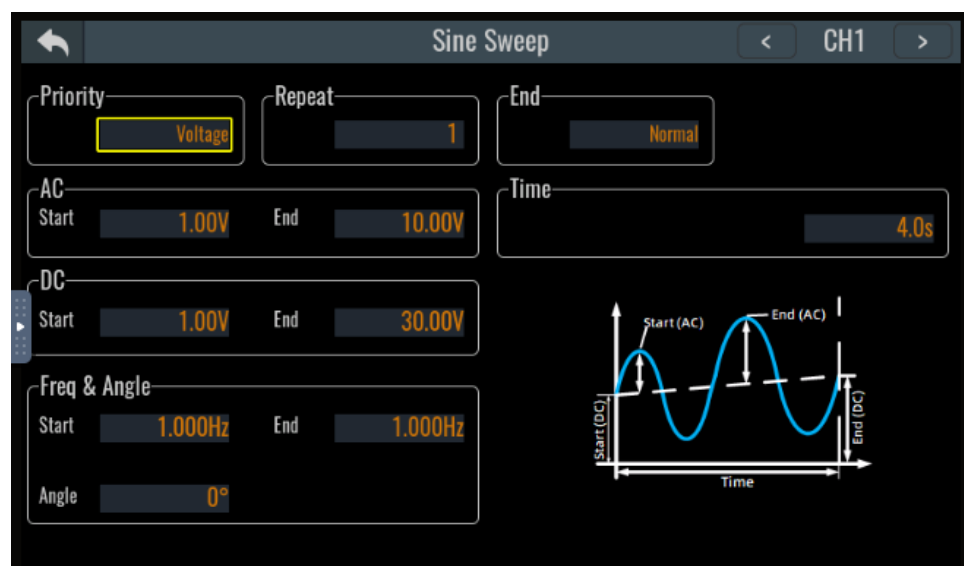 Sine Sweep < CH1 >
Priority Repeat End
Voltage 1 Normal
AC Time
Start 1.00V End 10.00V
4.0s
DC
Start 1.00V End 30.00V
Start (AC) End (AC)
Freq & Angle
Start 1.000Hz End 1.000Hz
Start (DC) End (DC)
Time
Angle 0°